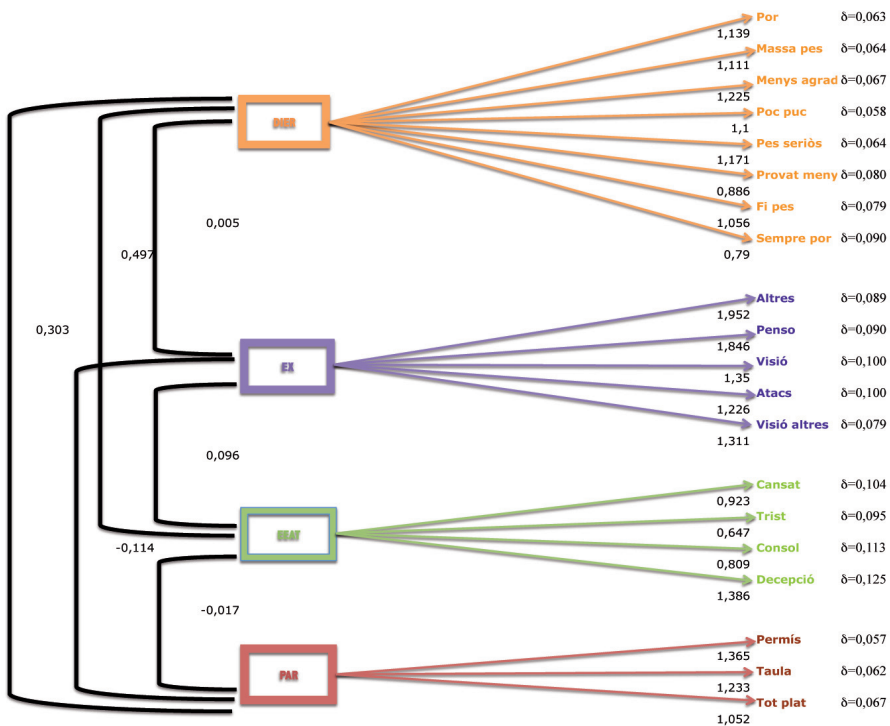 Por δ=0,063
1,139
Massa pes δ=0,064
1,111
Menys agrad δ=0,067
1,225
Poc puc δ=0,058
1,1
Pes seriòs δ=0,064
1,171
Provat meny δ=0,080
0,886
Fi pes δ=0,079
1,056
Sempre por δ=0,090
0,79
0,005
0,497
0,303
Altres δ=0,089
1,952
Penso δ=0,090
1,846
EX
Visió δ=0,100
1,35
Atacs δ=0,100
1,226
Visió altres δ=0,079
1,311
0,096
Cansat δ=0,104
0,923
Trist δ=0,095
0,647
Consol δ=0,113
0,809
Decepció δ=0,125
1,386
-0,114
-0,017
Permís δ=0,057
1,365
PAR
Taula δ=0,062
1,233
Tot plat δ=0,067
1,052